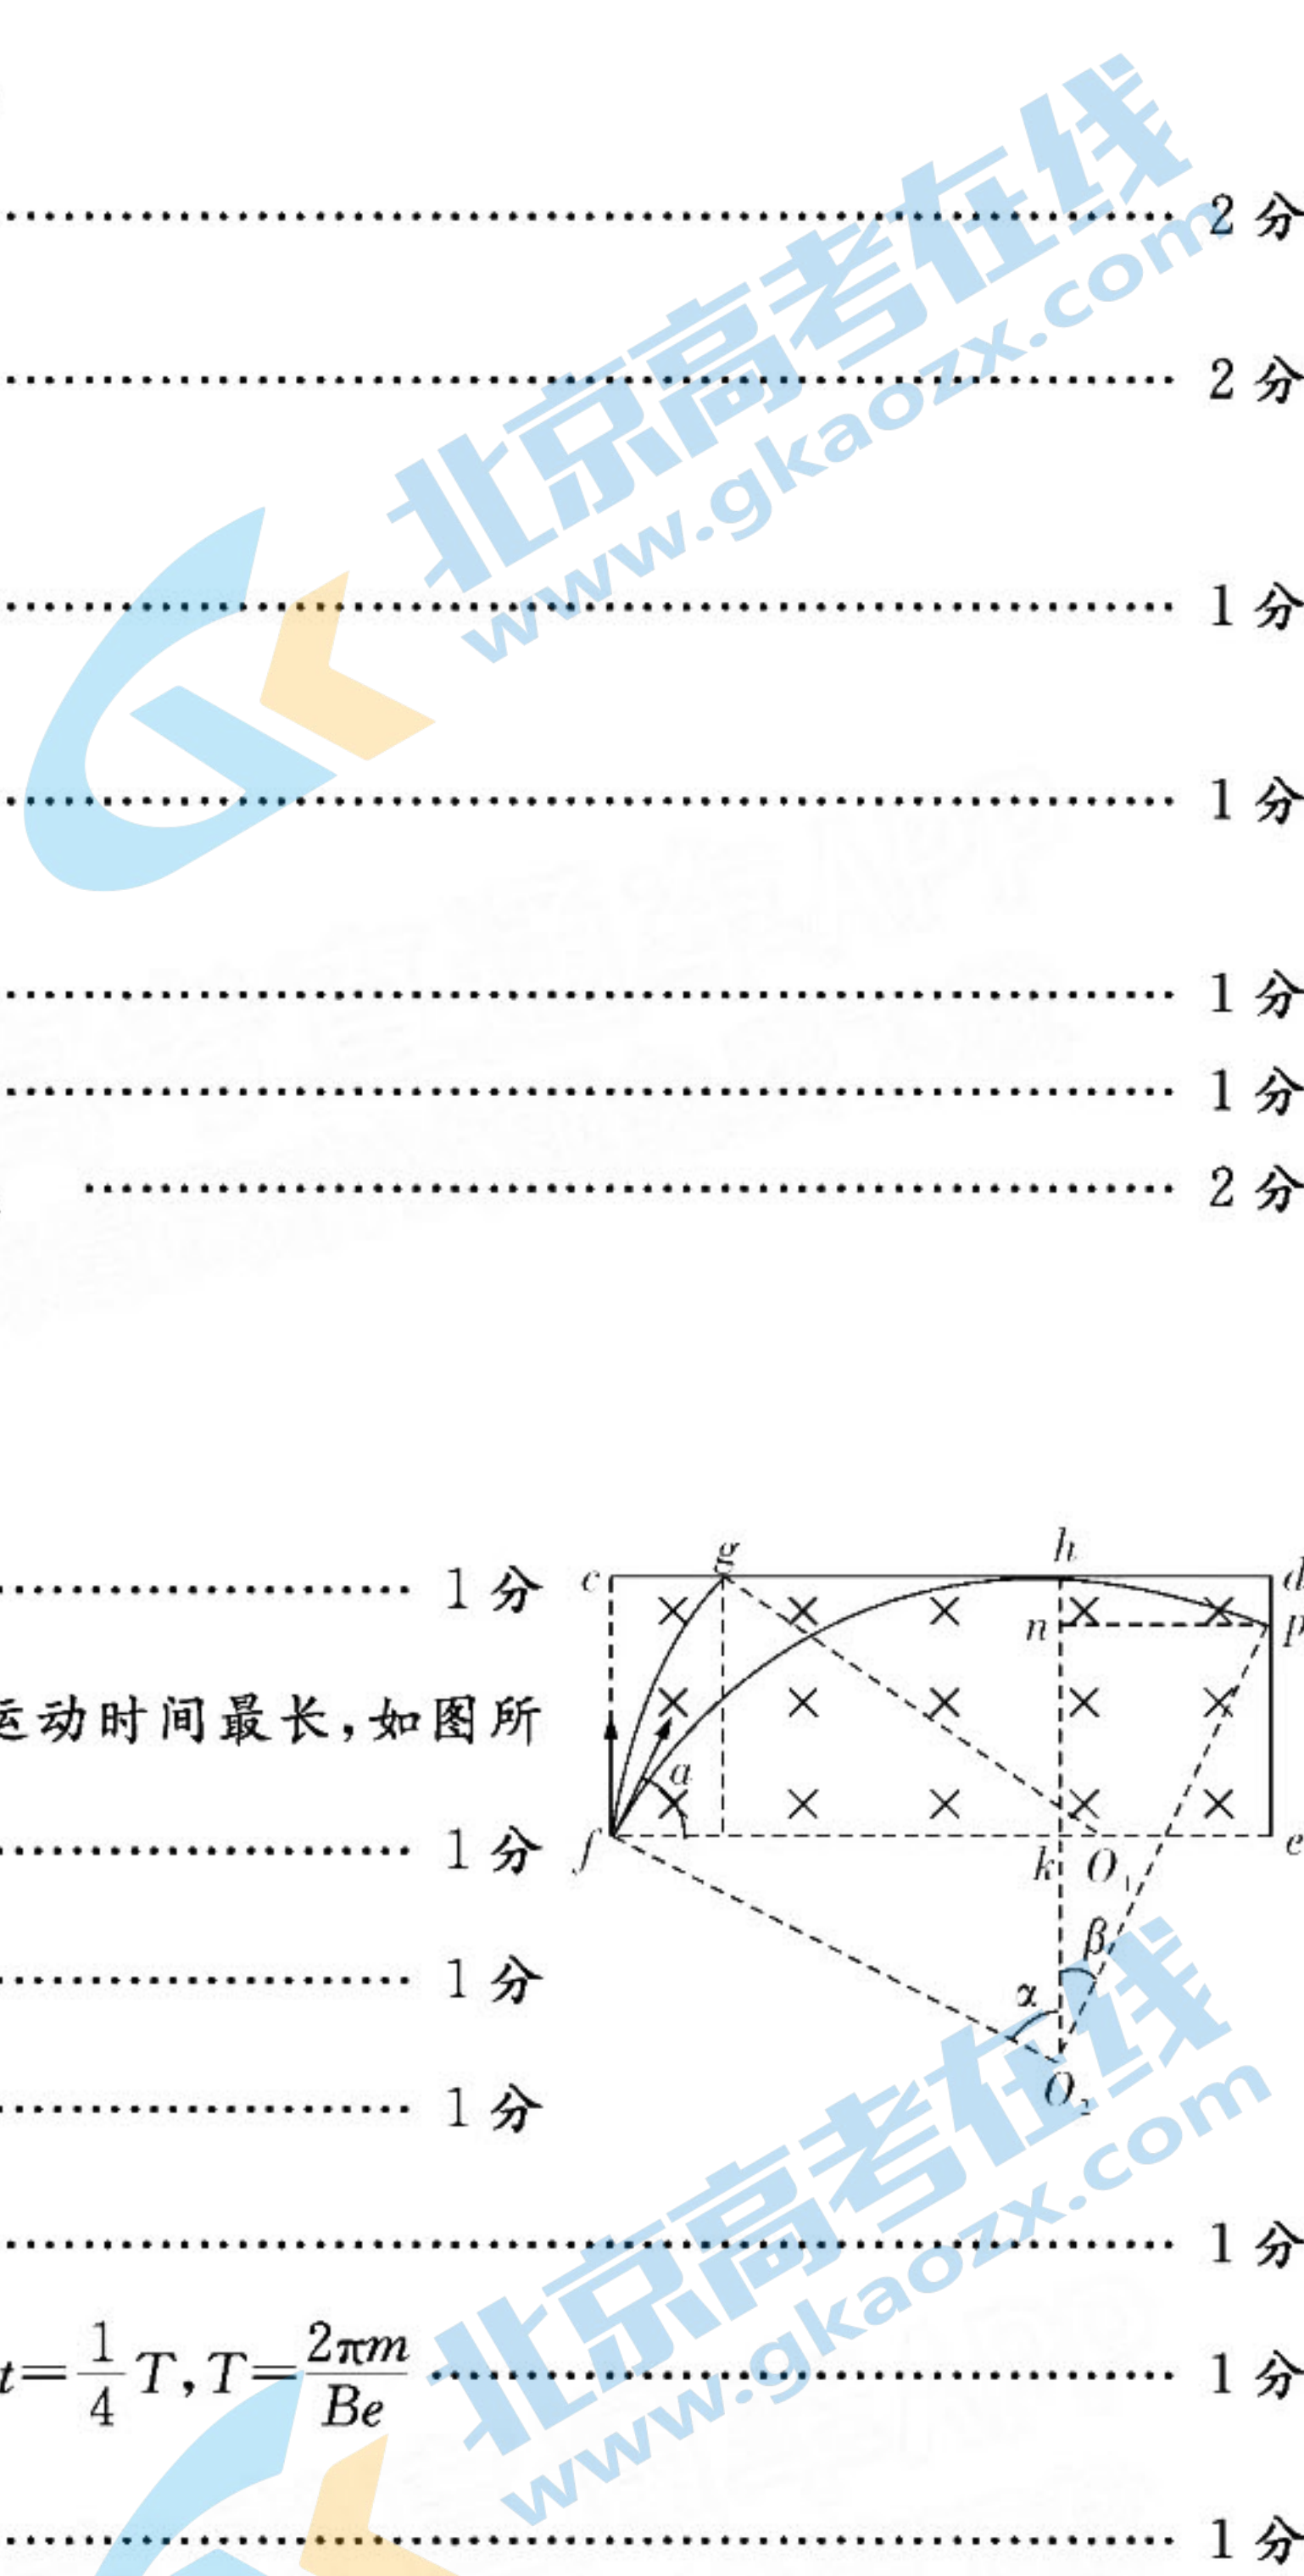 北京高考在线
www.gkaozx.com
2 分
2 分
1 分
1 分
1 分
1 分
2 分
1 分
运动时间最长,如图所
1 分
1 分
1 分
c g h d
n p
a
f k O₁ e
β
α
O₂
1 分
t=1/4 T,T=2πm/Be 1 分
1 分
北京高考在线
www.gkaozx.com